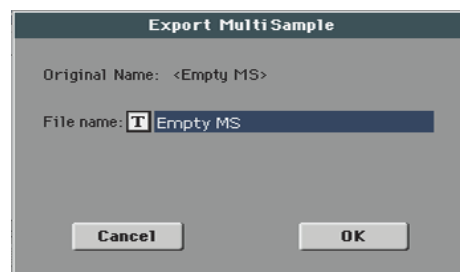 Export MultiSample
Original Name: <Empty MS>
File name: T Empty MS
Cancel OK